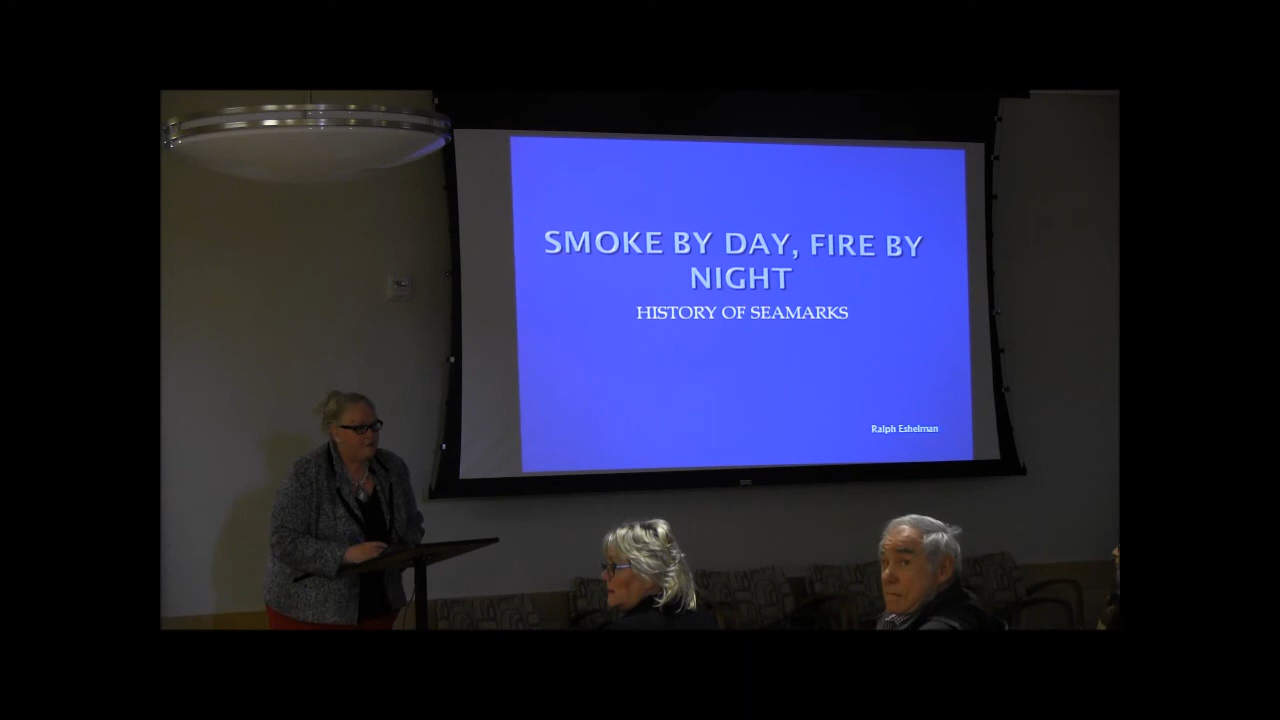 SMOKE BY DAY, FIRE BY
NIGHT
HISTORY OF SEAMARKS
Ralph Eshelman